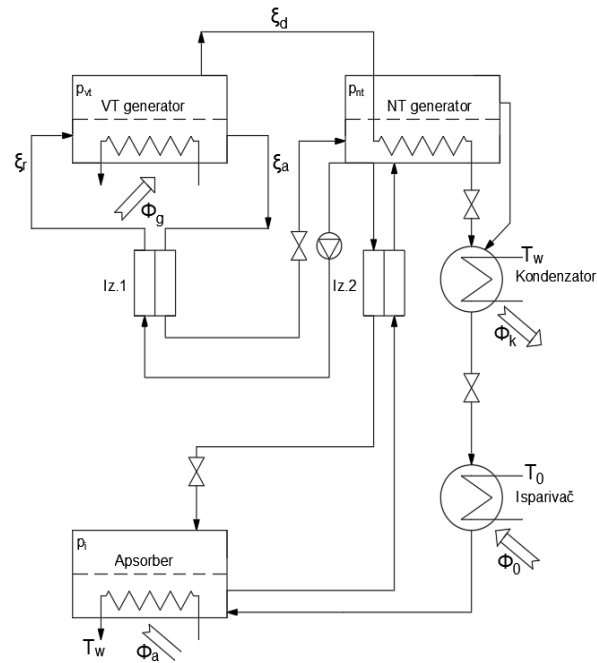 ξd
pvt
VT generator
pnt
NT generator
ξr
ξa
Φg
Iz.1
Iz.2
Tw
Kondenzator
Φk
T0
Isparivač
Φ0
pi
Apsorber
Tw
Φa